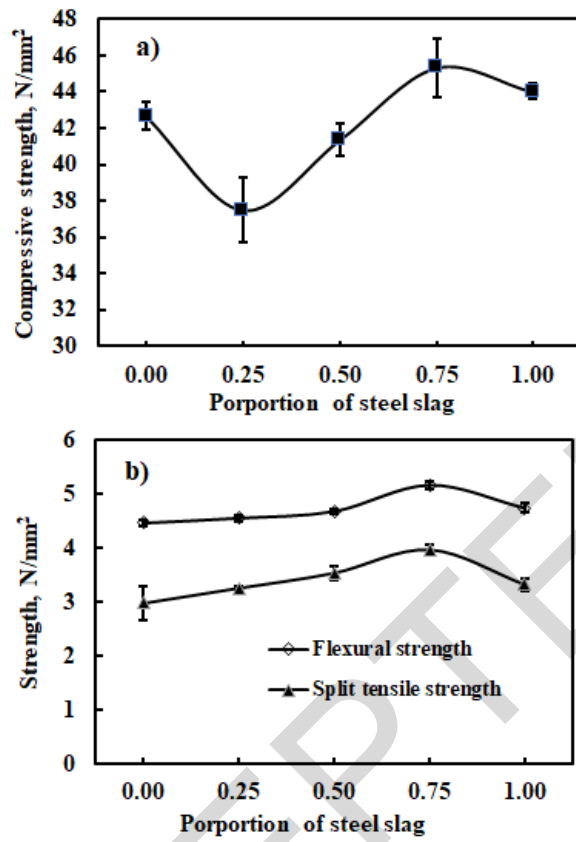 a)
Compressive strength, N/mm²
48
46
44
42
40
38
36
34
32
30
0.00 0.25 0.50 0.75 1.00
Porportion of steel slag
b)
Strength, N/mm²
6
5
4
3
2
1
0
Flexural strength
Split tensile strength
0.00 0.25 0.50 0.75 1.00
Porportion of steel slag